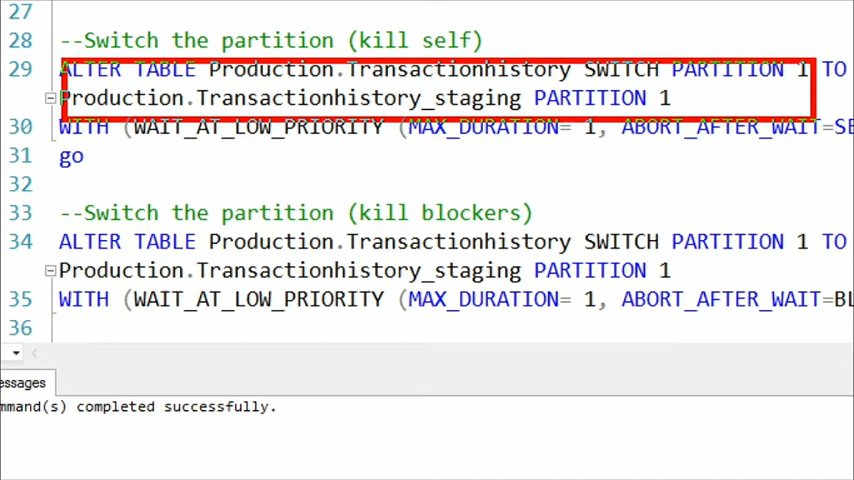 27
28 --Switch the partition (kill self)
29 ALTER TABLE Production.Transactionhistory SWITCH PARTITION 1 TO
Production.Transactionhistory_staging PARTITION 1
30 WITH (WAIT_AT_LOW_PRIORITY (MAX_DURATION= 1, ABORT_AFTER_WAIT=SE
31 go
32
33 --Switch the partition (kill blockers)
34 ALTER TABLE Production.Transactionhistory SWITCH PARTITION 1 TO
Production.Transactionhistory_staging PARTITION 1
35 WITH (WAIT_AT_LOW_PRIORITY (MAX_DURATION= 1, ABORT_AFTER_WAIT=BL
36
essages
mmand(s) completed successfully.